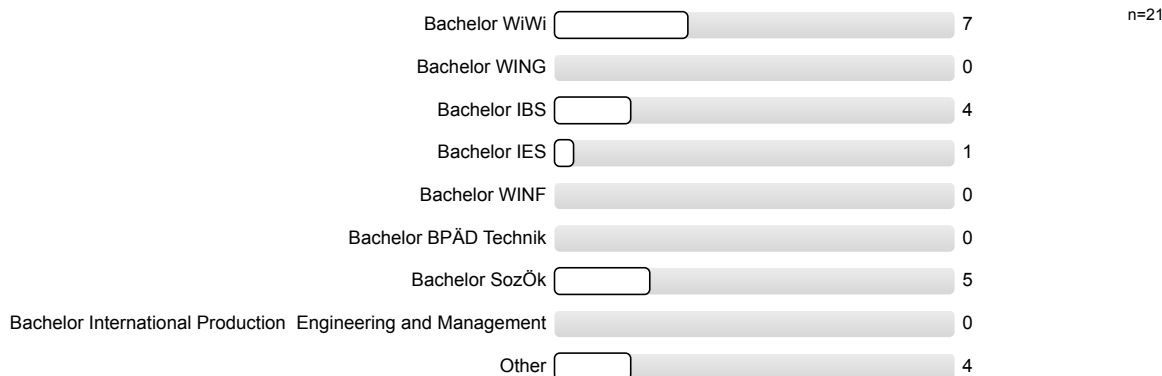 Bachelor WiWi 7 n=21
Bachelor WING 0
Bachelor IBS 4
Bachelor IES 1
Bachelor WINF 0
Bachelor BPÄD Technik 0
Bachelor SozÖk 5
Bachelor International Production Engineering and Management 0
Other 4